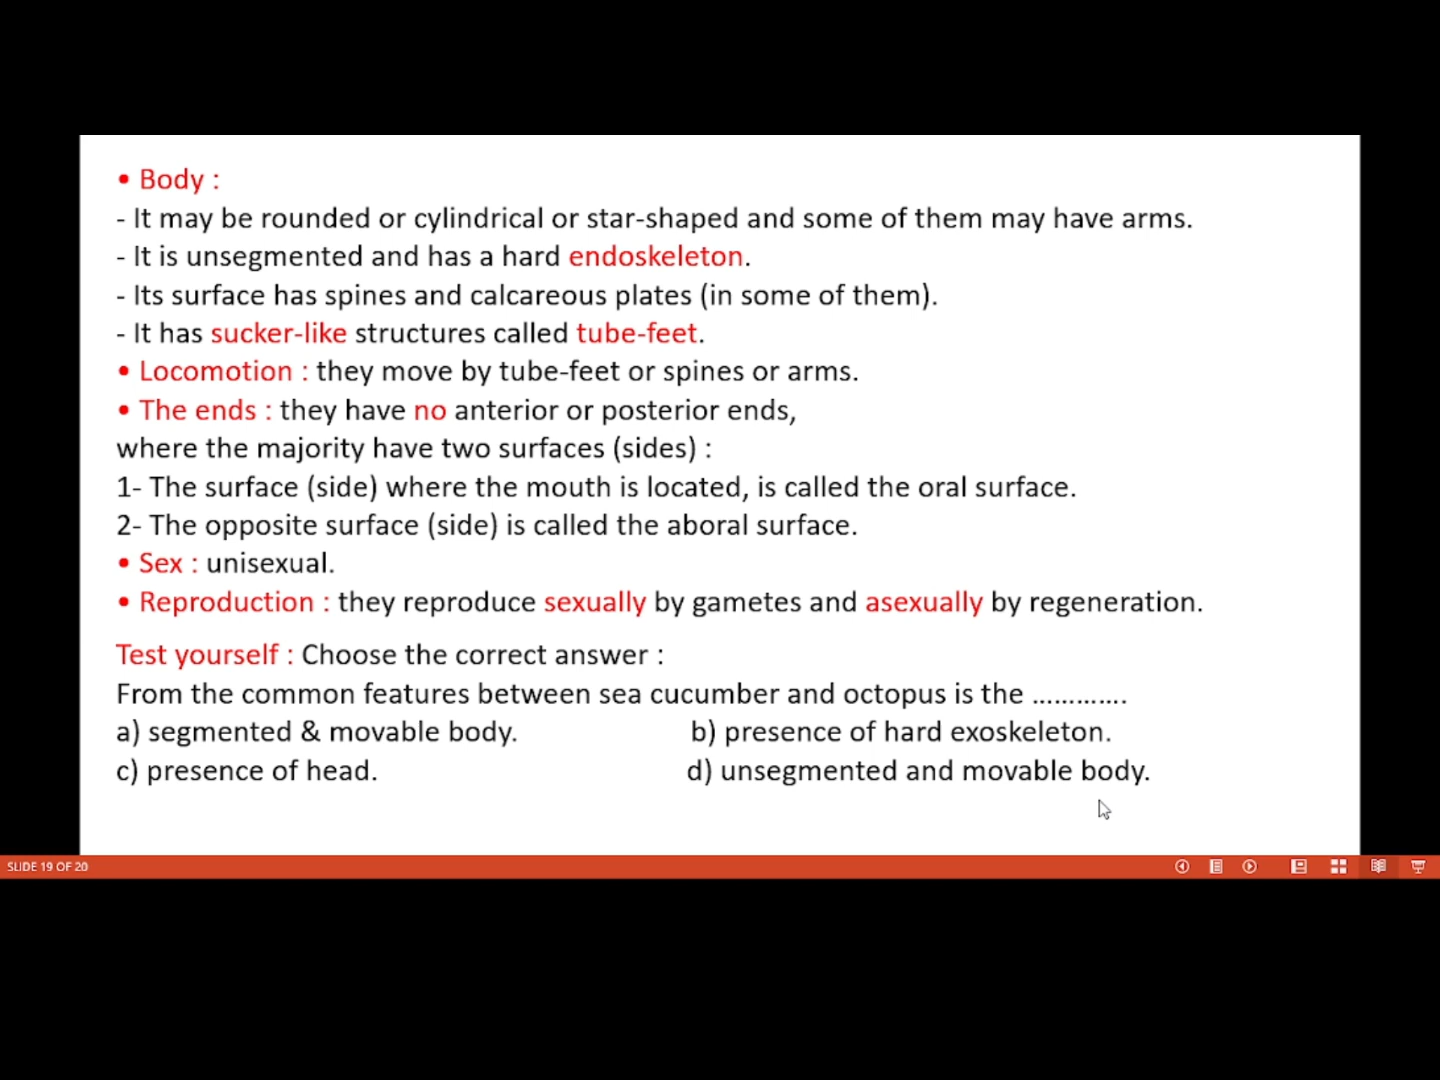 • Body :
- It may be rounded or cylindrical or star-shaped and some of them may have arms.
- It is unsegmented and has a hard endoskeleton.
- Its surface has spines and calcareous plates (in some of them).
- It has sucker-like structures called tube-feet.
• Locomotion : they move by tube-feet or spines or arms.
• The ends : they have no anterior or posterior ends,
where the majority have two surfaces (sides) :
1- The surface (side) where the mouth is located, is called the oral surface.
2- The opposite surface (side) is called the aboral surface.
• Sex : unisexual.
• Reproduction : they reproduce sexually by gametes and asexually by regeneration.
Test yourself : Choose the correct answer :
From the common features between sea cucumber and octopus is the .............
a) segmented & movable body. b) presence of hard exoskeleton.
c) presence of head. d) unsegmented and movable body.
SLIDE 19 OF 20